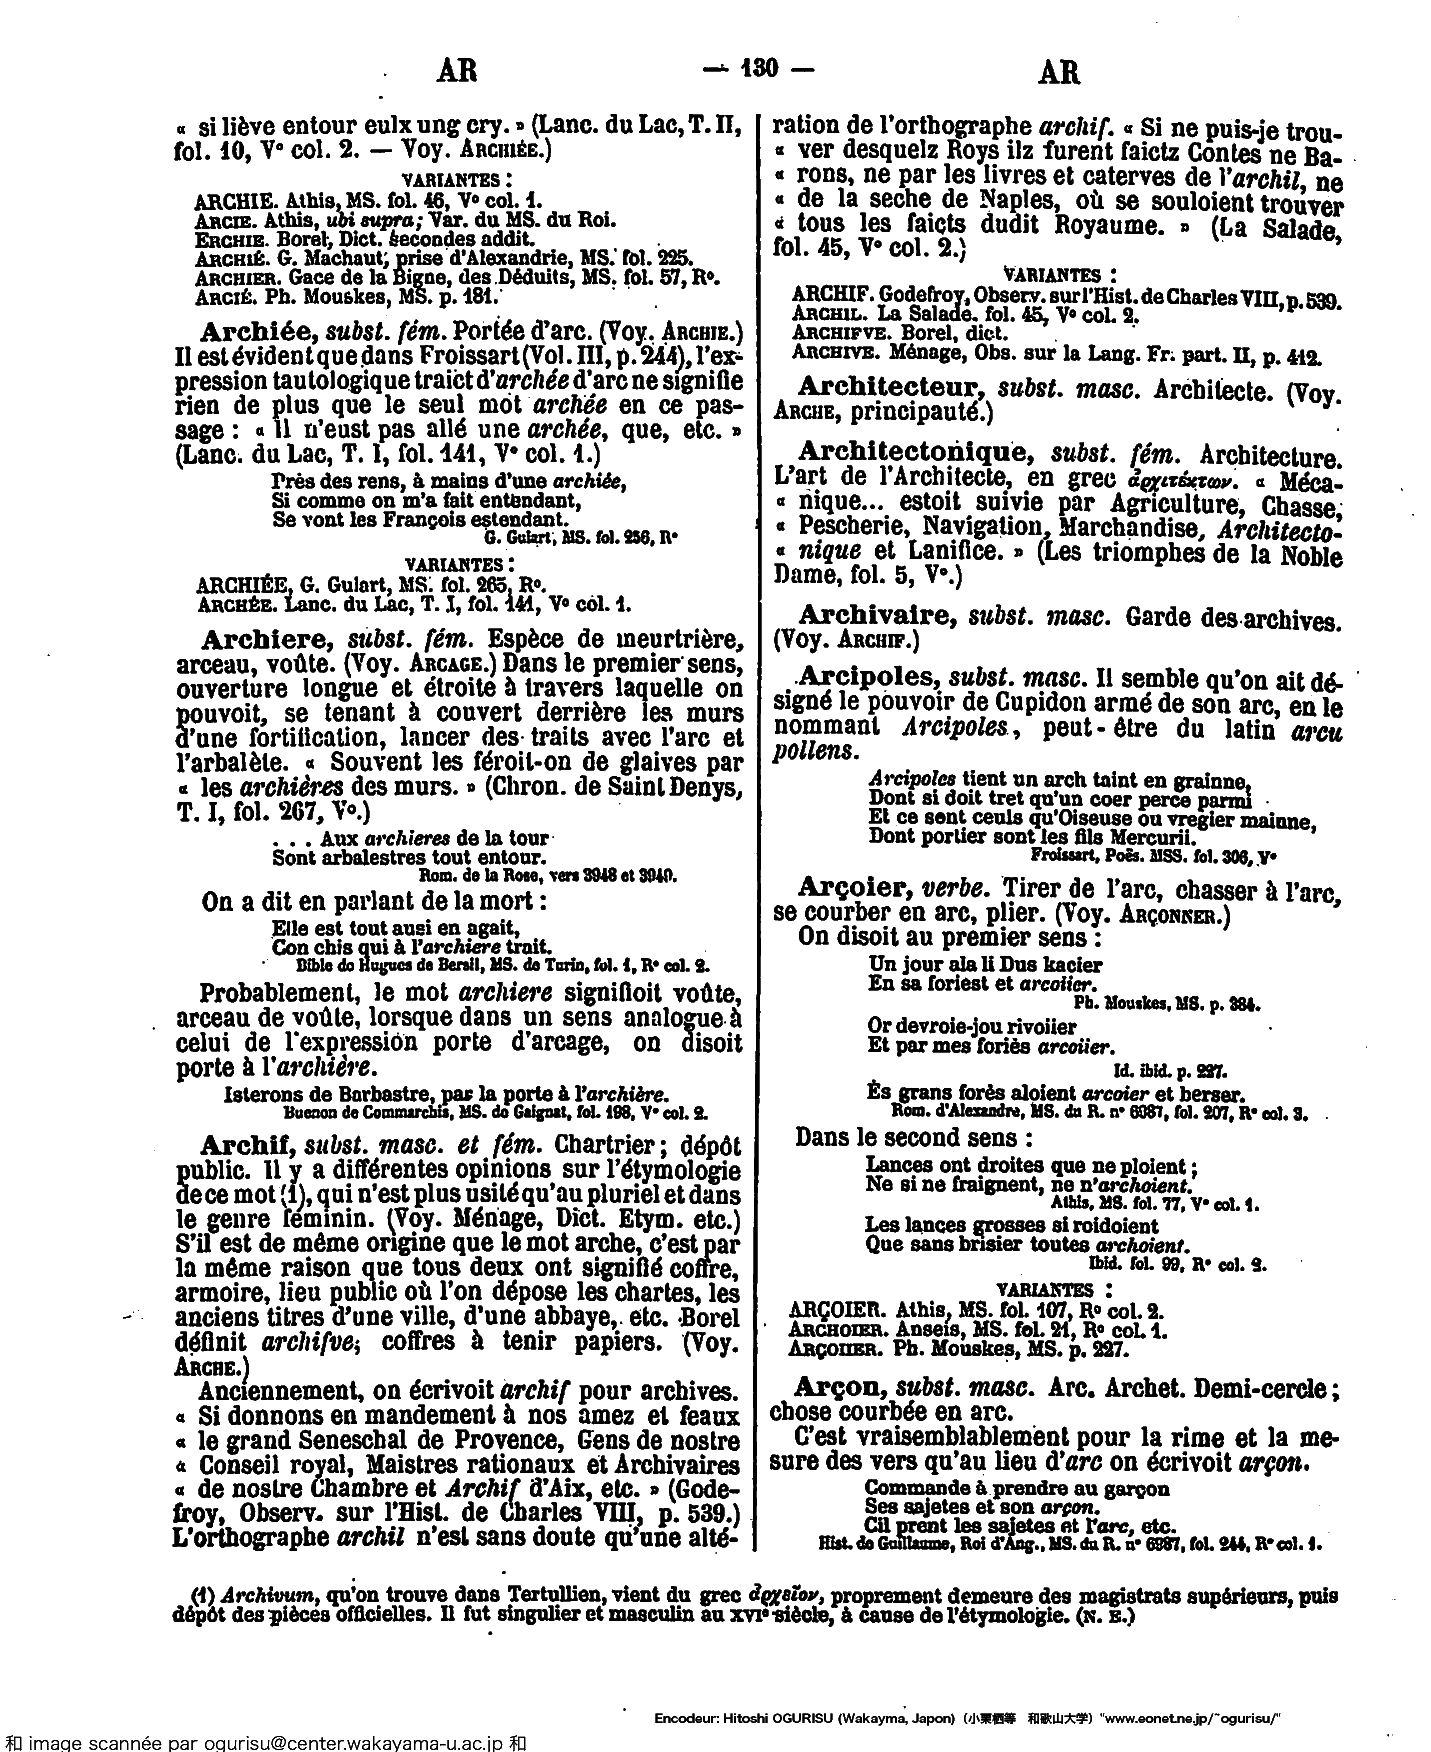 AR
— 130 —
AR
« si liève entour eulx ung cry. » (Lanc. du Lac, T. II,
fol. 10, V° col. 2. — Voy. ARCHIÉE.)
VARIANTES :
ARCHIE. Athis, MS. fol. 46, V° col. 1.
ARCIE. Athis, ubi supra; Var. du MS. du Roi.
ERCHIE. Borel, Dict. secondes addit.
ARCHIÉ. G. Machaut, prise d'Alexandrie, MS. fol. 225.
ARCHIER. Gace de la Bigne, des Déduits, MS. fol. 57, R°.
ARCIÉ. Ph. Mouskes, MS. p. 181.
Archiée, subst. fém. Portée d'arc. (Voy. ARCHIE.)
Il est évident que dans Froissart (Vol. III, p. 244), l'ex-
pression tautologique traict d'archée d'arc ne signifie
rien de plus que le seul mot archée en ce pas-
sage : « Il n'eust pas allé une archée, que, etc. »
(Lanc. du Lac, T. I, fol. 141, V° col. 1.)
Près des rens, à mains d'une archiée,
Si comme on m'a fait entendant,
Se vont les François estendant.
G. Guiart, MS. fol. 256, R°
VARIANTES :
ARCHIÉE, G. Guiart, MS. fol. 265, R°.
ARCHÉE. Lanc. du Lac, T. I, fol. 141, V° col. 1.
Archiere, subst. fém. Espèce de meurtrière,
arceau, voûte. (Voy. ARCAGE.) Dans le premier sens,
ouverture longue et étroite à travers laquelle on
pouvoit, se tenant à couvert derrière les murs
d'une fortification, lancer des traits avec l'arc et
l'arbalète. « Souvent les féroit-on de glaives par
« les archières des murs. » (Chron. de Saint Denys,
T. I, fol. 267, V°.)
. . . Aux archieres de la tour
Sont arbalestres tout entour.
Rom. de la Rose, vers 3948 et 3940.
On a dit en parlant de la mort :
Elle est tout ausi en agait,
Con chis qui à l'archiere trait.
Bible de Hugues de Bersil, MS. de Turin, fol. 1, R° col. 2.
Probablement, le mot archiere signifioit voûte,
arceau de voûte, lorsque dans un sens analogue à
celui de l'expression porte d'arcage, on disoit
porte à l'archière.
Isterons de Barbastre, par la porte à l'archière.
Buenon de Commarchis, MS. de Gaignat, fol. 198, V° col. 2.
Archif, subst. masc. et fém. Chartrier ; dépôt
public. Il y a différentes opinions sur l'étymologie
de ce mot (1), qui n'est plus usité qu'au pluriel et dans
le genre féminin. (Voy. Ménage, Dict. Etym. etc.)
S'il est de même origine que le mot arche, c'est par
la même raison que tous deux ont signifié coffre,
armoire, lieu public où l'on dépose les chartes, les
anciens titres d'une ville, d'une abbaye, etc. Borel
définit archifve; coffres à tenir papiers. (Voy.
ARCHE.)
Anciennement, on écrivoit archif pour archives.
« Si donnons en mandement à nos amez et feaux
« le grand Seneschal de Provence, Gens de nostre
« Conseil royal, Maistres rationaux et Archivaires
« de nostre Chambre et Archif d'Aix, etc. » (Gode-
froy, Observ. sur l'Hist. de Charles VIII, p. 539.)
L'orthographe archil n'est sans doute qu'une alté-
ration de l'orthographe archif. « Si ne puis-je trou-
« ver desquelz Roys ilz furent faictz Contes ne Ba-
« rons, ne par les livres et caterves de l'archil, ne
« de la seche de Naples, où se souloient trouver
« tous les faicts dudit Royaume. » (La Salade,
fol. 45, V° col. 2.)
VARIANTES :
ARCHIF. Godefroy, Observ. sur l'Hist. de Charles VIII, p. 539.
ARCHIL. La Salade. fol. 45, V° col. 2.
ARCHIFVE. Borel, dict.
ARCHIVE. Ménage, Obs. sur la Lang. Fr. part. II, p. 412.
Architecteur, subst. masc. Architecte. (Voy.
ARCHE, principauté.)
Architectonique, subst. fém. Architecture.
L'art de l'Architecte, en grec ἀρχιτέκτων. « Méca-
« nique... estoit suivie par Agriculture, Chasse,
« Pescherie, Navigation, Marchandise, Architecto-
« nique et Lanifice. » (Les triomphes de la Noble
Dame, fol. 5, V°.)
Archivaire, subst. masc. Garde des archives.
(Voy. ARCHIF.)
Arcipoles, subst. masc. Il semble qu'on ait dé-
signé le pouvoir de Cupidon armé de son arc, en le
nommant Arcipoles, peut-être du latin arcu
pollens.
Arcipoles tient un arch taint en grainne,
Dont si doit tret qu'un coer perce parmi
Et ce sent ceuls qu'Oiseuse ou vregier mainne,
Dont portier sont les fils Mercurii.
Froissart, Poës. MSS. fol. 306, V°
Arçoier, verbe. Tirer de l'arc, chasser à l'arc,
se courber en arc, plier. (Voy. ARÇONNER.)
On disoit au premier sens :
Un jour ala li Dus kacier
En sa foriest et arcoiier.
Ph. Mouskes, MS. p. 384.
Or devroie-jou rivoiier
Et par mes foriès arcoiier.
Id. ibid. p. 227.
Ès grans forès aloient arcoier et berser.
Rom. d'Alexandre, MS. du R. n° 6987, fol. 207, R° col. 3.
Dans le second sens :
Lances ont droites que ne ploient ;
Ne si ne fraignent, ne n'archoient.
Athis, MS. fol. 77, V° col. 1.
Les lances grosses si roidoient
Que sans brisier toutes archoient.
Ibid. fol. 99, R° col. 2.
VARIANTES :
ARÇOIER. Athis, MS. fol. 107, R° col. 2.
ARCHOIER. Anseis, MS. fol. 21, R° col. 1.
ARÇOIIER. Ph. Mouskes, MS. p. 227.
Arçon, subst. masc. Arc. Archet. Demi-cercle ;
chose courbée en arc.
C'est vraisemblablement pour la rime et la me-
sure des vers qu'au lieu d'arc on écrivoit arçon.
Commande à prendre au garçon
Ses sajetes et son arçon.
Cil prent les sajetes et l'arc, etc.
Hist. de Guillaume, Roi d'Ang., MS. du R. n° 6987, fol. 244, R° col. 1.
(1) Archivum, qu'on trouve dans Tertullien, vient du grec ἀρχεῖον, proprement demeure des magistrats supérieurs, puis
dépôt des pièces officielles. Il fut singulier et masculin au XVIe siècle, à cause de l'étymologie. (N. E.)
Encodeur: Hitoshi OGURISU (Wakayma, Japon) (小栗栖等 和歌山大学) "www.eonet.ne.jp/~ogurisu/"
和 image scannée par ogurisu@center.wakayama-u.ac.jp 和